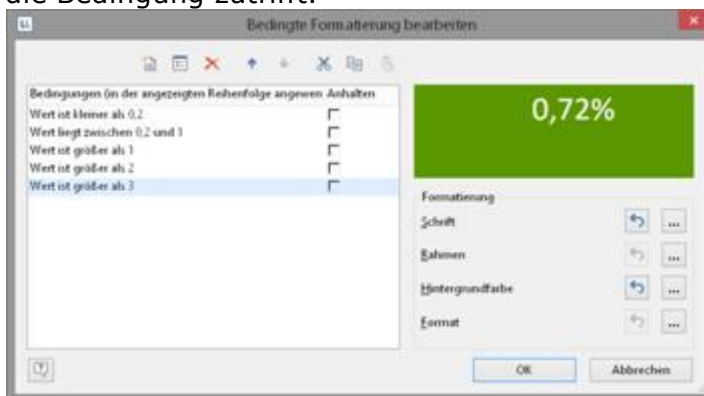 die Bedingung zutrifft.
Bedingte Formatierung bearbeiten
Bedingungen (in der angezeigten Reihenfolge angewen Anhalten
Wert ist kleiner als 0,2
Wert liegt zwischen 0,2 und 1
Wert ist größer als 1
Wert ist größer als 2
Wert ist größer als 3
0,72%
Formatierung
Schrift
...
Rahmen
...
Hintergrundfarbe
...
Format
...
OK
Abbrechen